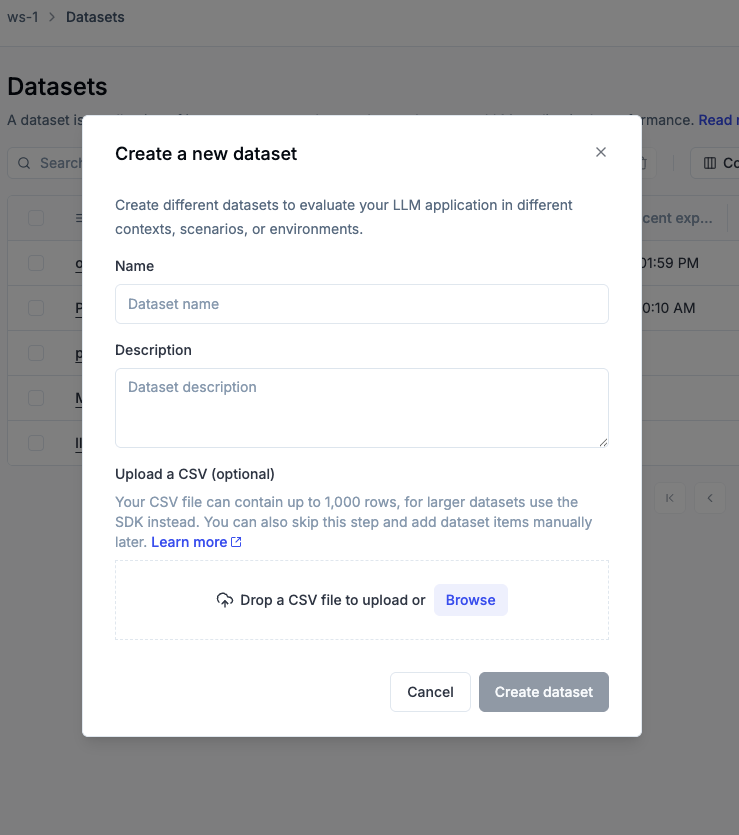 ws-1 > Datasets
Datasets
A dataset is rmance. Read
Search Co
cent exp...
01:59 PM
0:10 AM
Create a new dataset
Create different datasets to evaluate your LLM application in different
contexts, scenarios, or environments.
Name
Dataset name
Description
Dataset description
Upload a CSV (optional)
Your CSV file can contain up to 1,000 rows, for larger datasets use the
SDK instead. You can also skip this step and add dataset items manually
later. Learn more
Drop a CSV file to upload or Browse
Cancel Create dataset